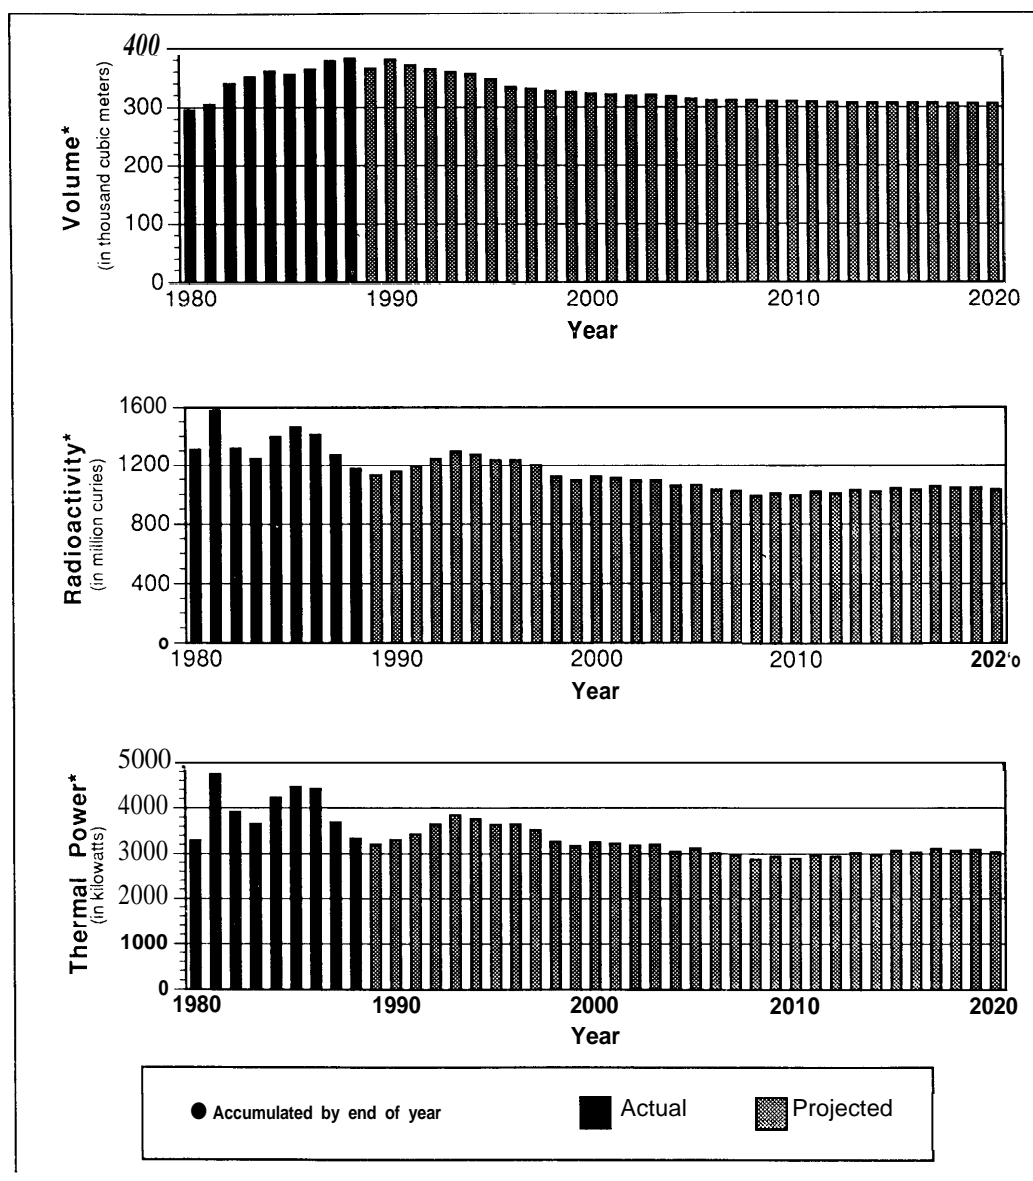 400
300
200
100
0
Volume*
(in thousand cubic meters)
1980 1990 2000 2010 2020
Year
1600
1200
800
400
0
Radioactivity*
(in million curies)
1980 1990 2000 2010 202‘o
Year
5000
4000
3000
2000
1000
0
Thermal Power*
(in kilowatts)
1980 1990 2000 2010 2020
Year
● Accumulated by end of year Actual Projected